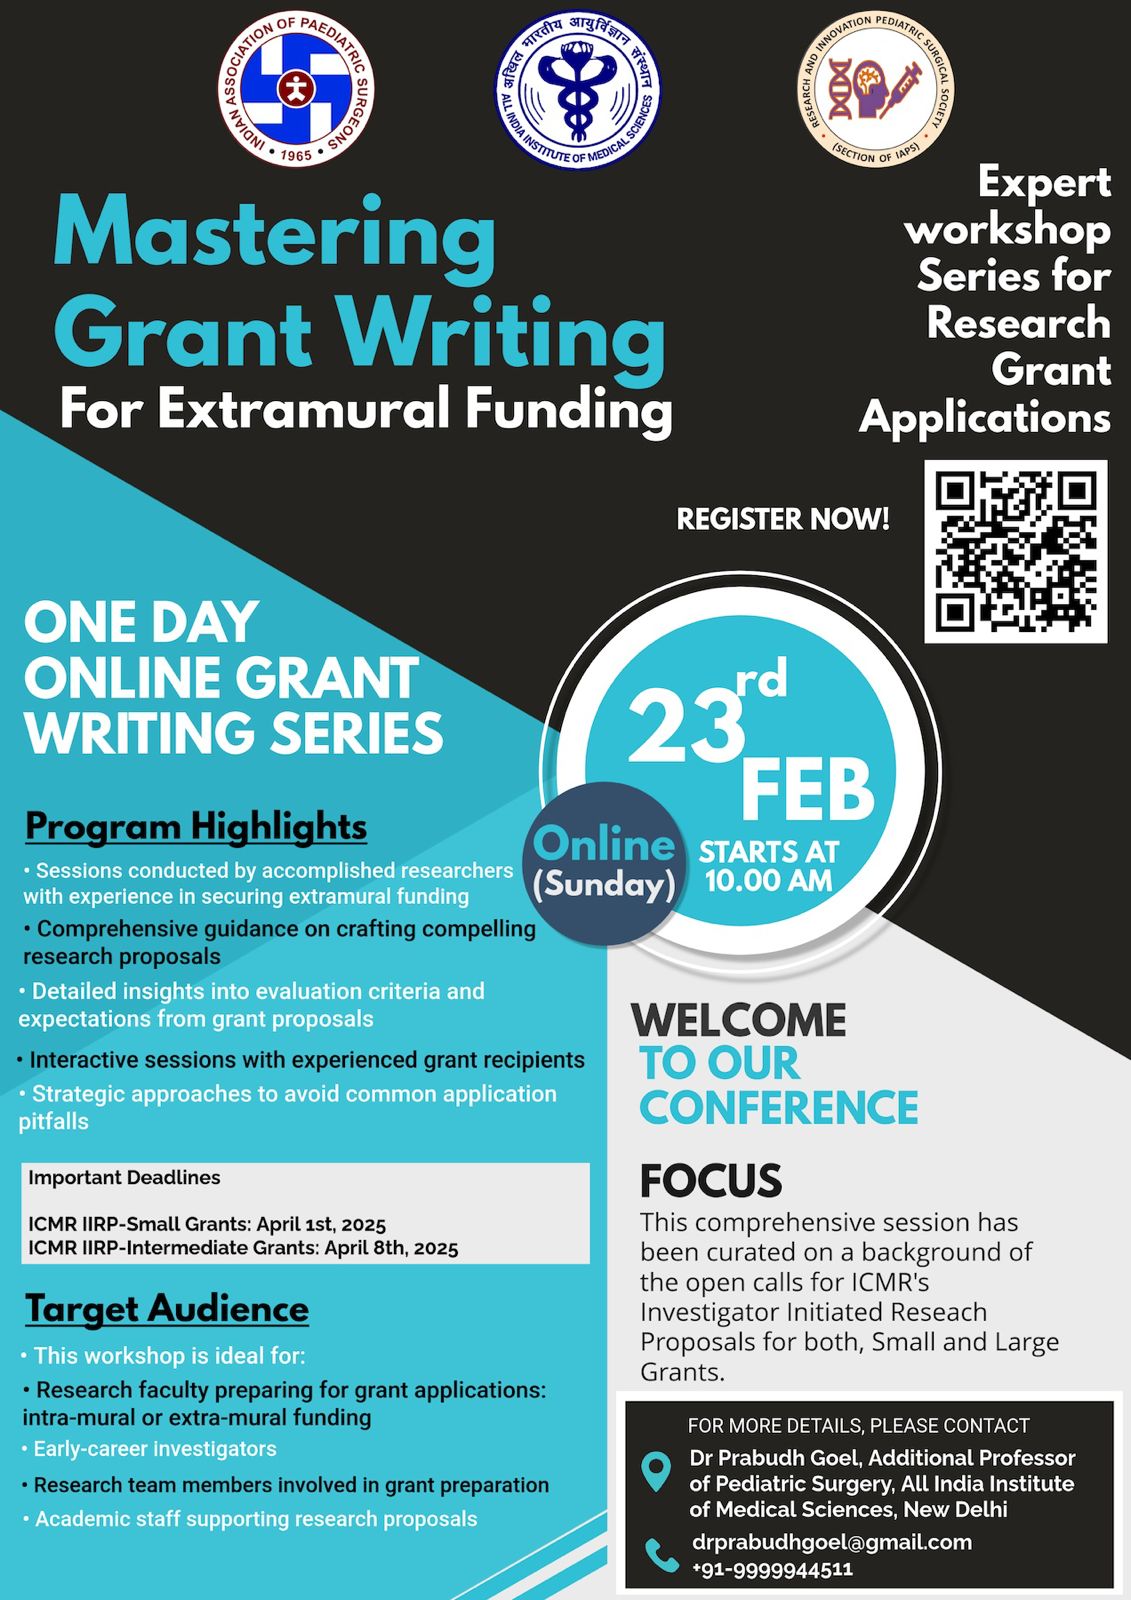 INDIAN ASSOCIATION OF PAEDIATRIC SURGEONS
• 1965 •
अखिल भारतीय आयुर्विज्ञान संस्थान
ALL INDIA INSTITUTE OF MEDICAL SCIENCES
RESEARCH AND INNOVATION PEDIATRIC SURGICAL SOCIETY
(SECTION OF IAPS)
Mastering
Grant Writing
For Extramural Funding
Expert
workshop
Series for
Research
Grant
Applications
REGISTER NOW!
ONE DAY
ONLINE GRANT
WRITING SERIES
23rd
FEB
STARTS AT
10.00 AM
Online
(Sunday)
Program Highlights
• Sessions conducted by accomplished researchers
with experience in securing extramural funding
• Comprehensive guidance on crafting compelling
research proposals
• Detailed insights into evaluation criteria and
expectations from grant proposals
• Interactive sessions with experienced grant recipients
• Strategic approaches to avoid common application
pitfalls
Important Deadlines
ICMR IIRP-Small Grants: April 1st, 2025
ICMR IIRP-Intermediate Grants: April 8th, 2025
Target Audience
• This workshop is ideal for:
• Research faculty preparing for grant applications:
intra-mural or extra-mural funding
• Early-career investigators
• Research team members involved in grant preparation
• Academic staff supporting research proposals
WELCOME
TO OUR
CONFERENCE
FOCUS
This comprehensive session has
been curated on a background of
the open calls for ICMR's
Investigator Initiated Reseach
Proposals for both, Small and Large
Grants.
FOR MORE DETAILS, PLEASE CONTACT
Dr Prabudh Goel, Additional Professor
of Pediatric Surgery, All India Institute
of Medical Sciences, New Delhi
drprabudhgoel@gmail.com
+91-9999944511